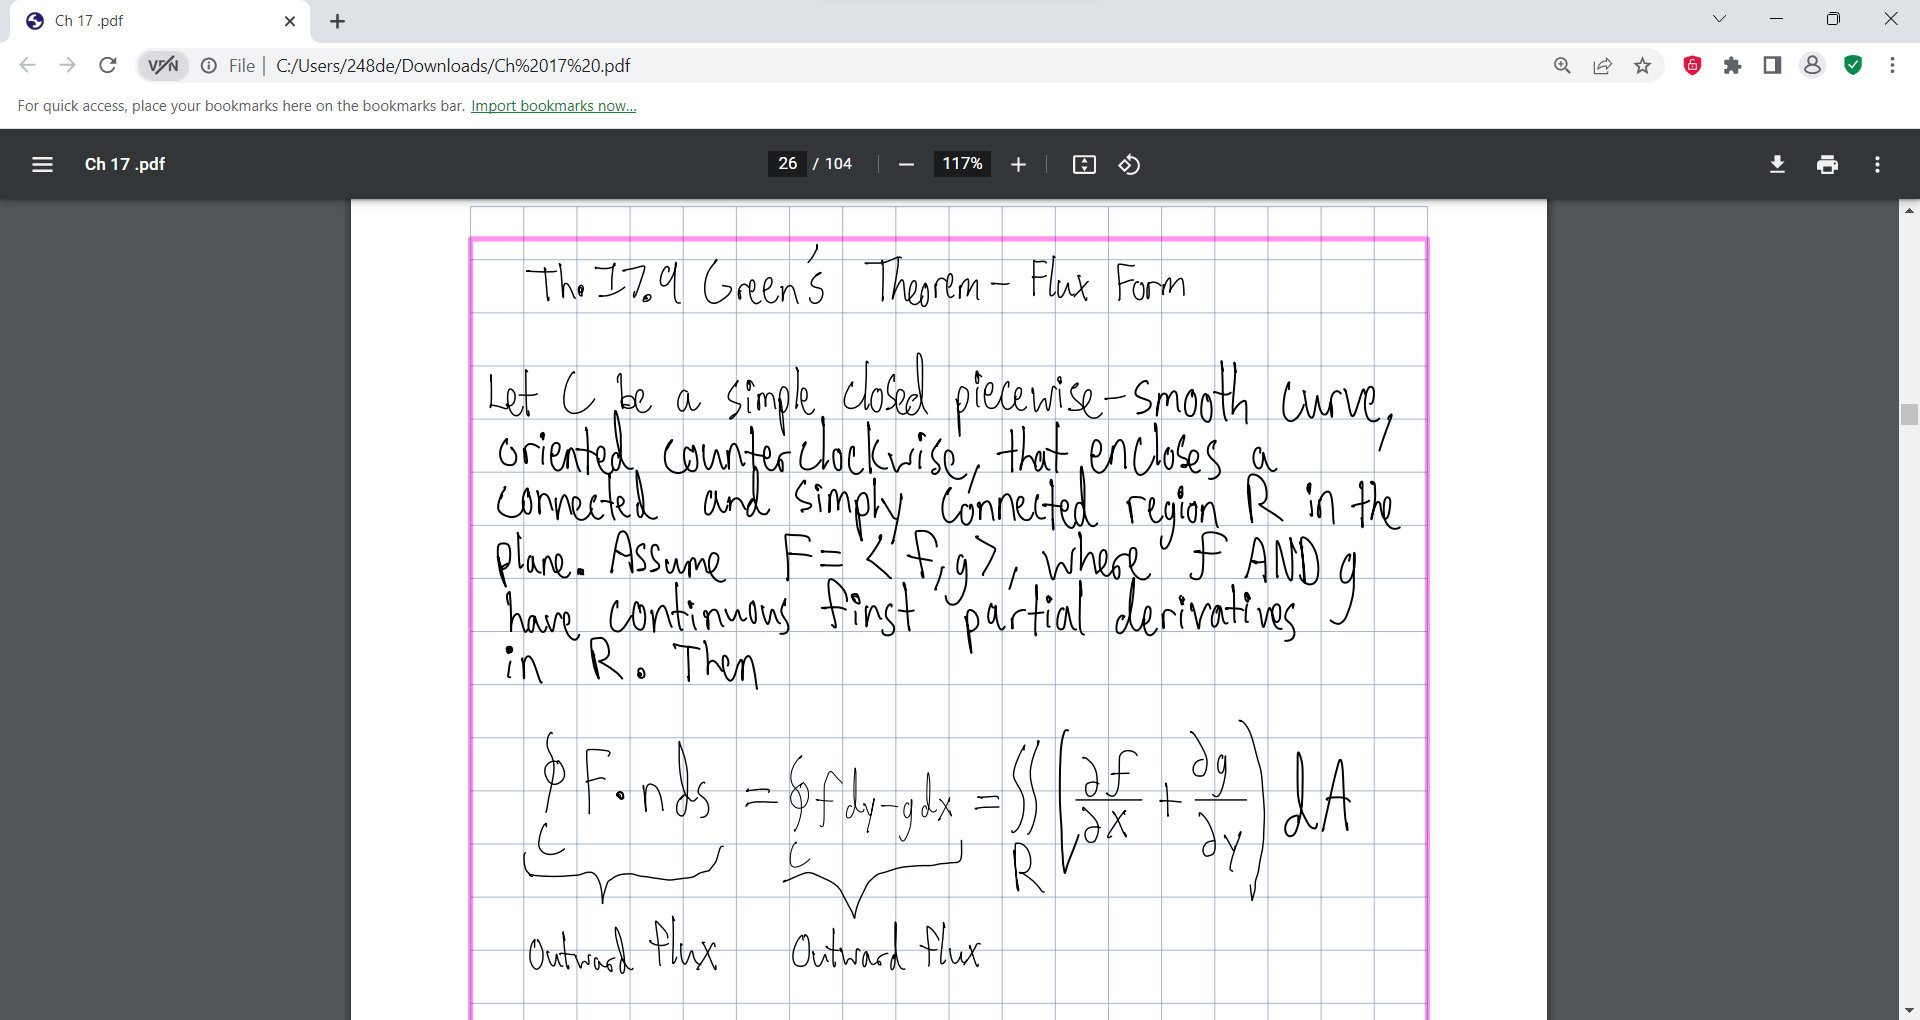 Ch 17 .pdf
VPN File C:/Users/248de/Downloads/Ch%2017%20.pdf
For quick access, place your bookmarks here on the bookmarks bar. Import bookmarks now...
Ch 17 .pdf 26 / 104 117%
Th. 17.9 Green's Theorem - Flux Form
Let C be a simple closed piecewise-smooth curve,
oriented counterclockwise, that encloses a
connected and simply connected region R in the
plane. Assume F = <f,g>, where f AND g
have continuous first partial derivatives
in R. Then
∮_C F·n ds = ∮_C f dy - g dx = ∬_R (∂f/∂x + ∂g/∂y) dA
Outward flux Outward flux